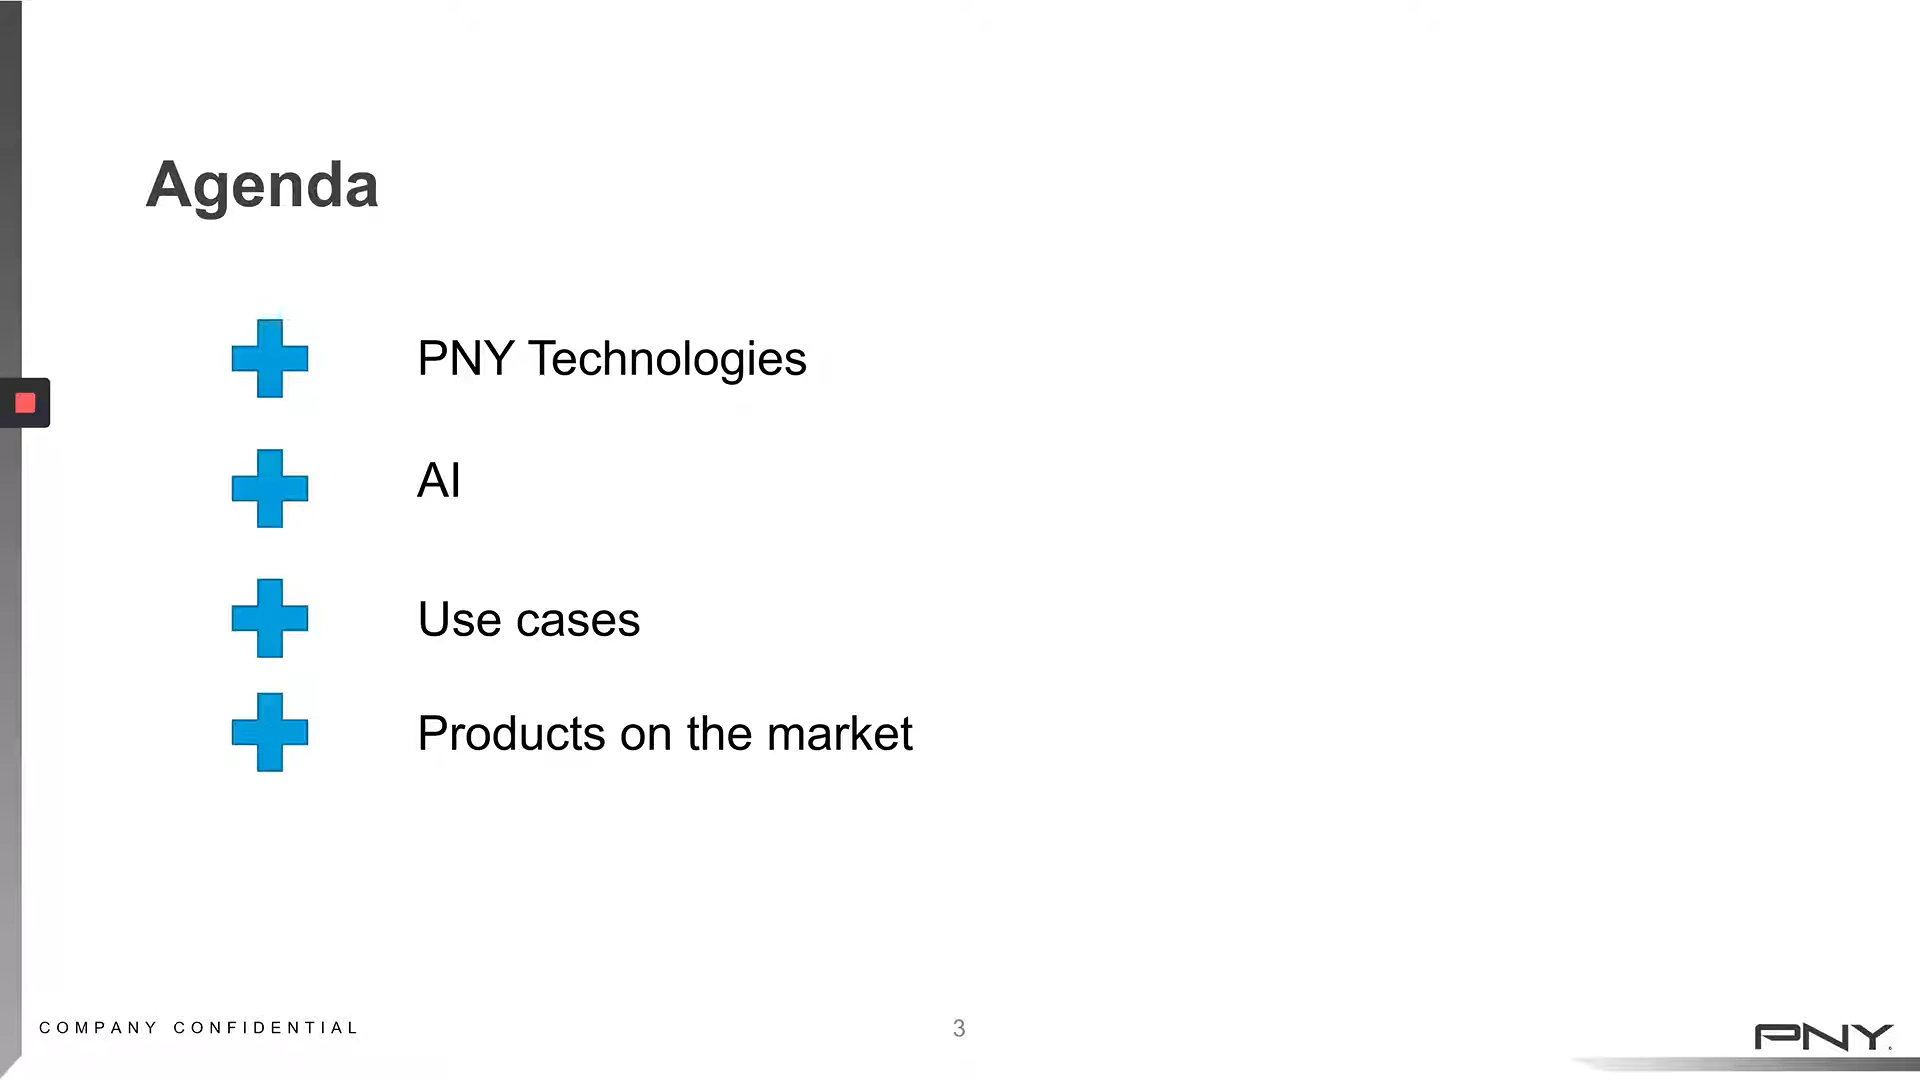 Agenda
PNY Technologies
AI
Use cases
Products on the market
COMPANY CONFIDENTIAL
3
PNY